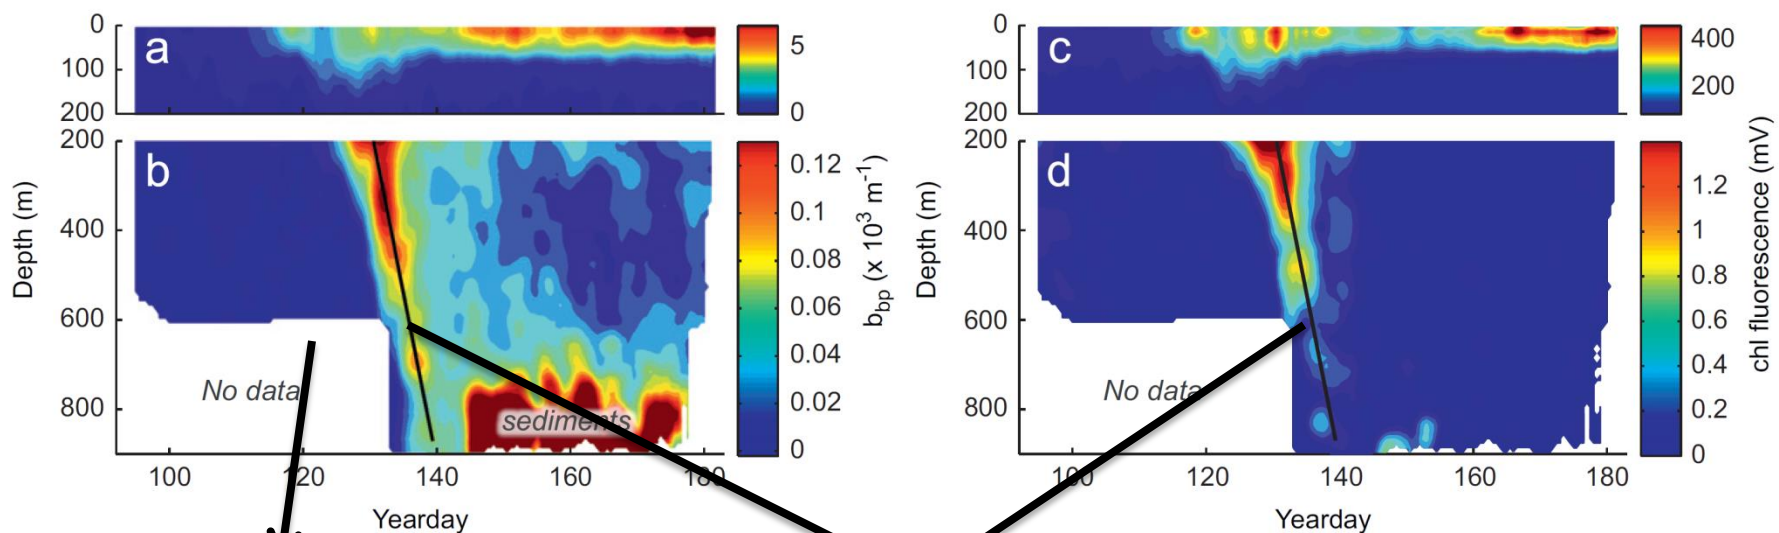 a
0
100
200
5
0
b
200
400
600
800
Depth (m)
No data
sediments
100 120 140 160 180
Yearday
0.12
0.1
0.08
0.06
0.04
0.02
0
b_bp (x 10³ m⁻¹)
c
0
100
200
400
200
d
200
400
600
800
Depth (m)
No data
100 120 140 160 180
Yearday
1.2
1
0.8
0.6
0.4
0.2
0
chl fluorescence (mV)